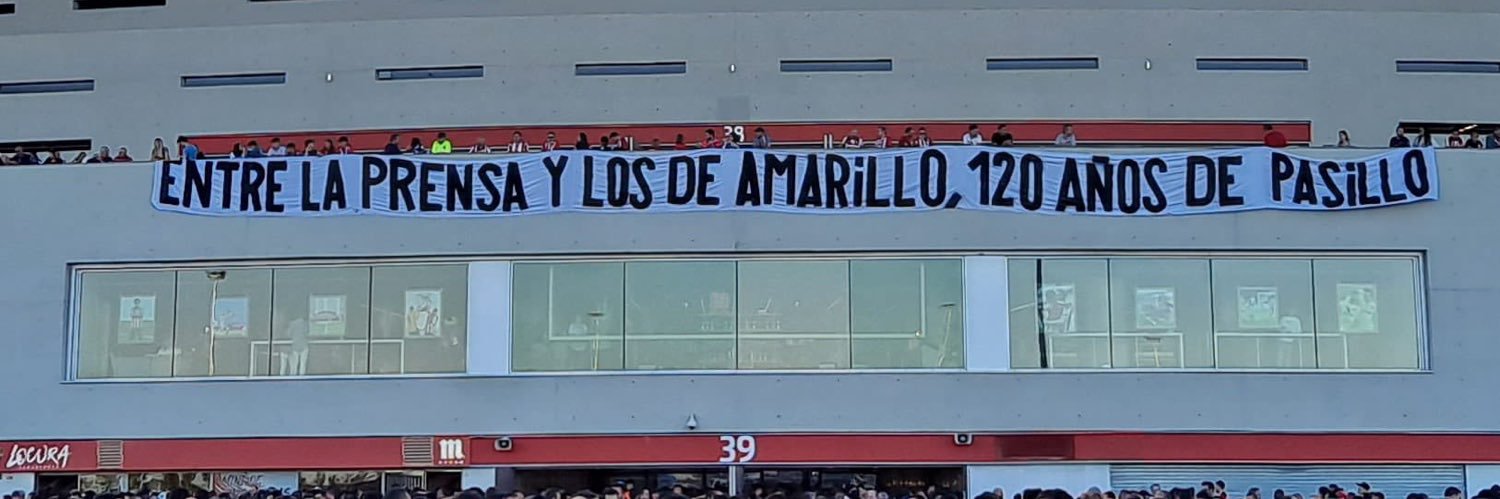 39
ENTRE LA PRENSA Y LOS DE AMARiLLO, 120 AÑOS DE PASiLLO
LOCURA
m
39